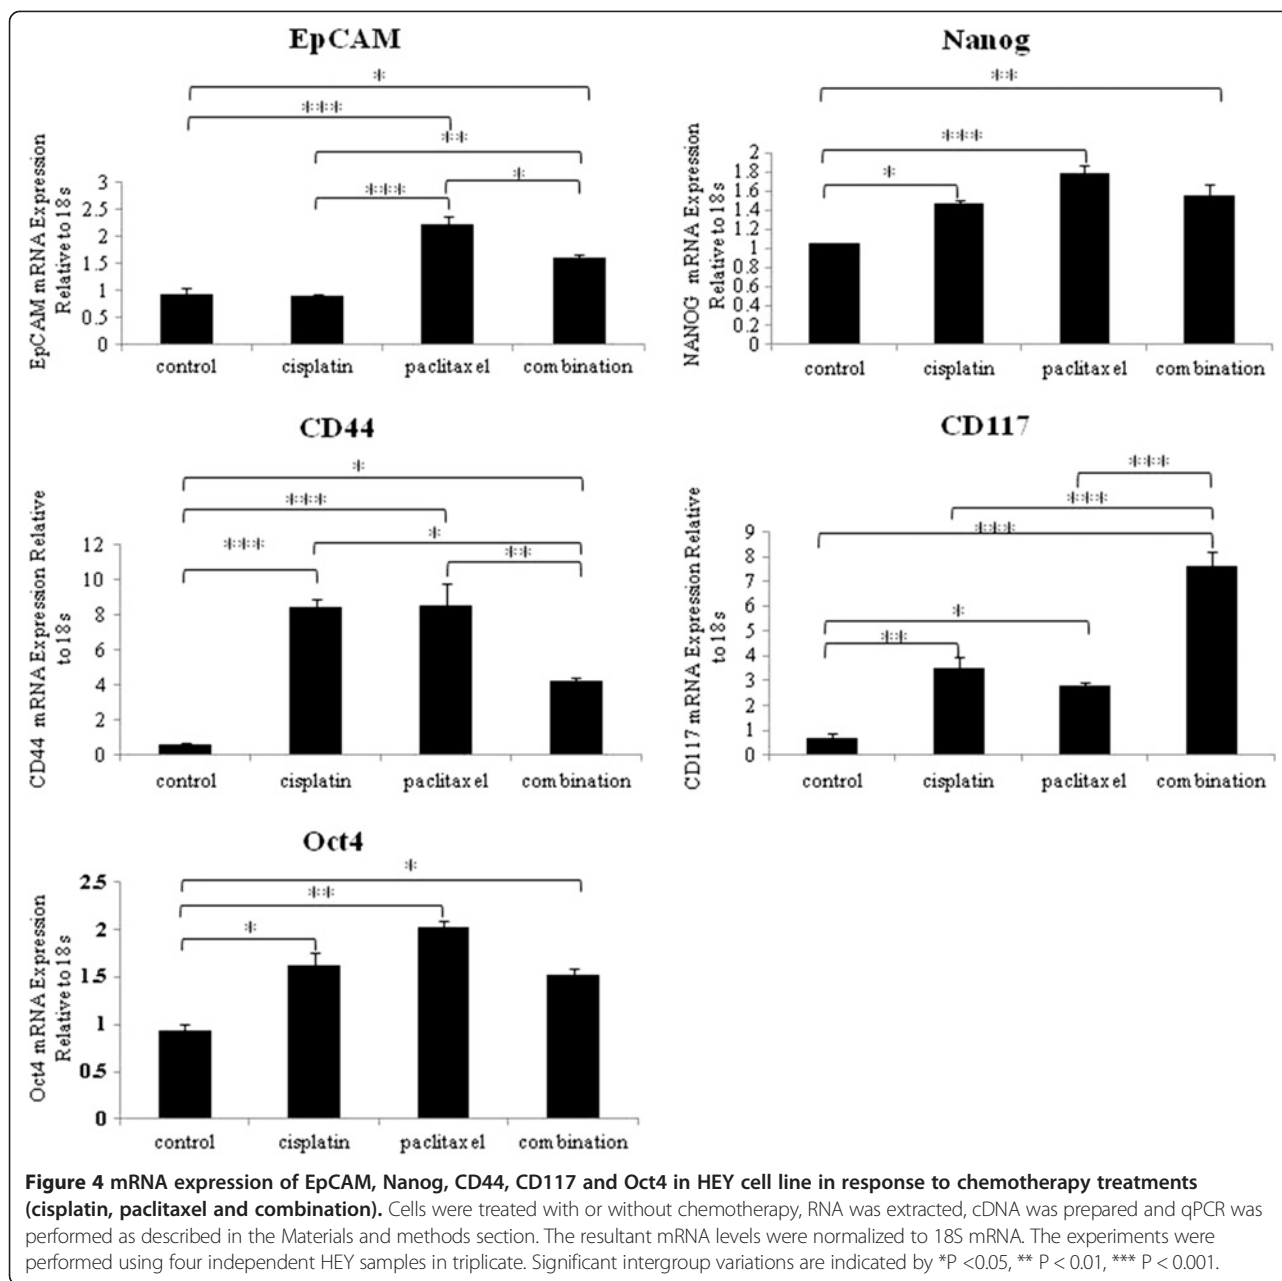 EpCAM
*
***
**
***
*
EpCAM mRNA Expression
Relative to 18s
3
2.5
2
1.5
1
0.5
0
control cisplatin paclitaxel combination
Nanog
**
***
*
NANOG mRNA Expression
Relative to 18s
2
1.8
1.6
1.4
1.2
1
0.8
0.6
0.4
0.2
0
control cisplatin paclitaxel combination
CD44
*
***
***
*
**
CD44 mRNA Expression Relative
to 18s
12
10
8
6
4
2
0
control cisplatin paclitaxel combination
CD117
***
***
***
*
**
CD117 mRNA Expression Relative
to 18s
9
8
7
6
5
4
3
2
1
0
control cisplatin paclitaxel combination
Oct4
*
**
*
Oct4 mRNA Expression
Relative to 18s
2.5
2
1.5
1
0.5
0
control cisplatin paclitaxel combination
Figure 4 mRNA expression of EpCAM, Nanog, CD44, CD117 and Oct4 in HEY cell line in response to chemotherapy treatments
(cisplatin, paclitaxel and combination). Cells were treated with or without chemotherapy, RNA was extracted, cDNA was prepared and qPCR was
performed as described in the Materials and methods section. The resultant mRNA levels were normalized to 18S mRNA. The experiments were
performed using four independent HEY samples in triplicate. Significant intergroup variations are indicated by *P <0.05, ** P < 0.01, *** P < 0.001.